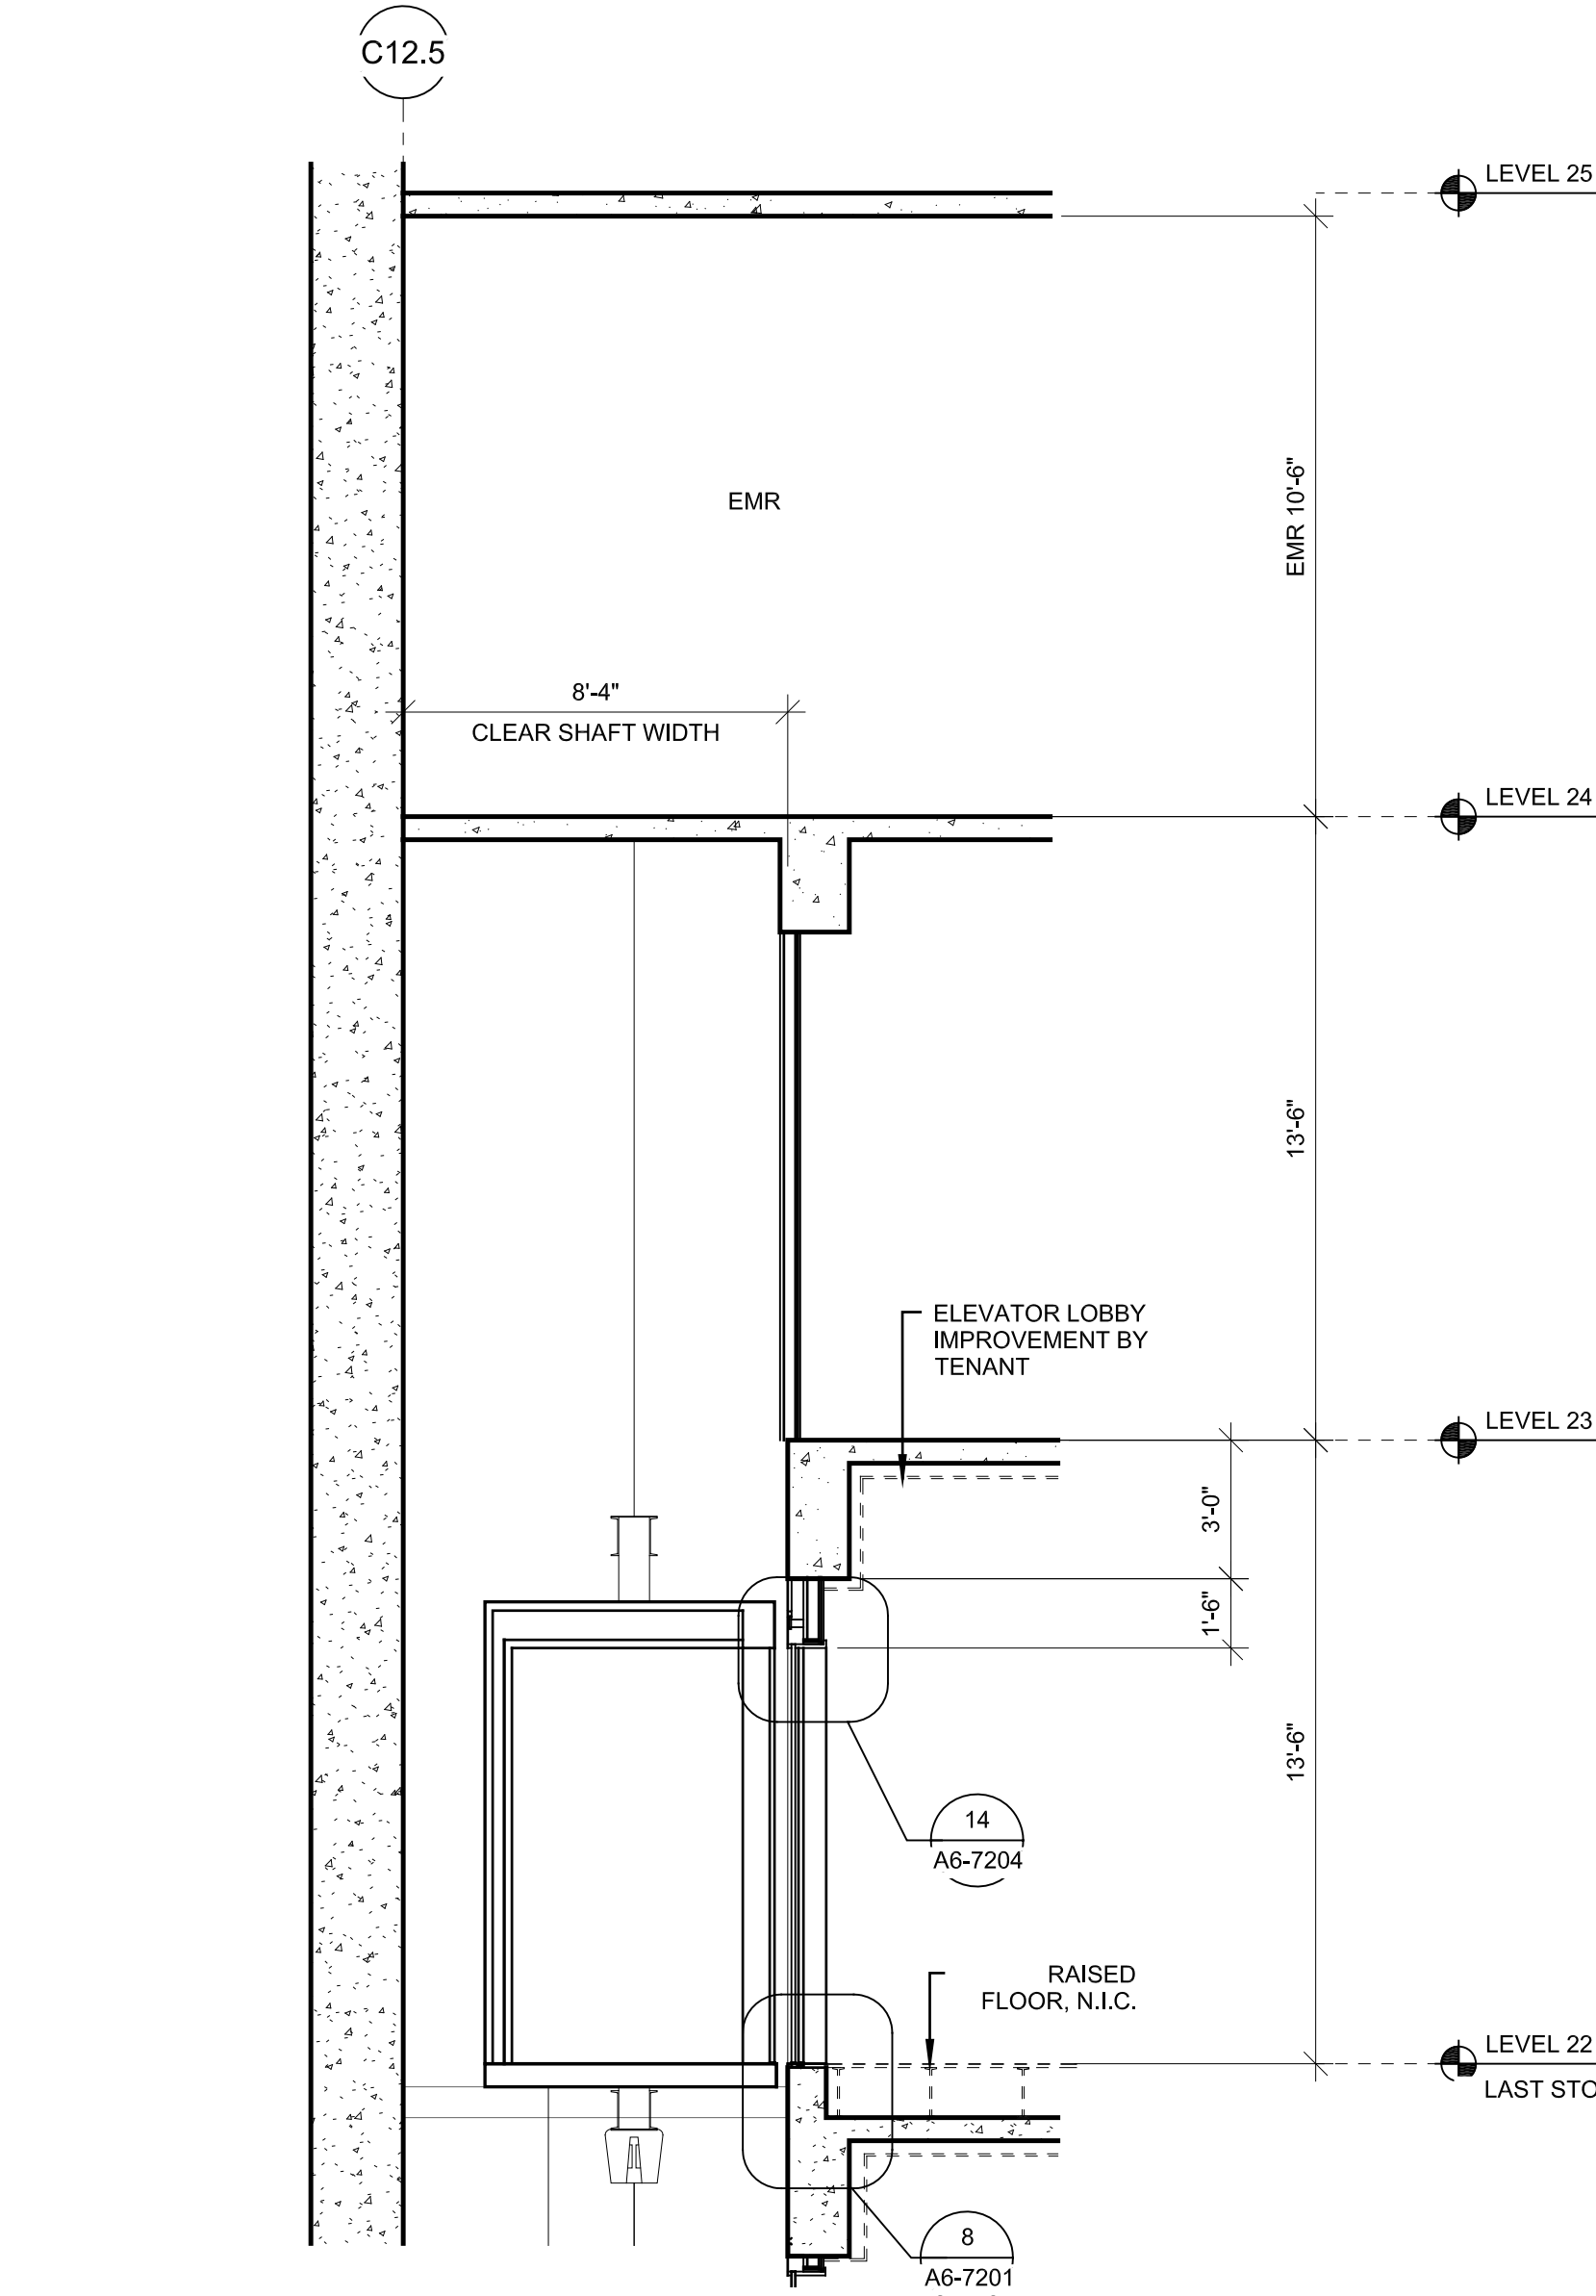 C12.5
LEVEL 25
EMR
EMR 10'-6"
8'-4"
CLEAR SHAFT WIDTH
LEVEL 24
13'-6"
ELEVATOR LOBBY
IMPROVEMENT BY
TENANT
LEVEL 23
3'-0"
1'-6"
13'-6"
14
A6-7204
RAISED
FLOOR, N.I.C.
LEVEL 22
LAST STO
8
A6-7201